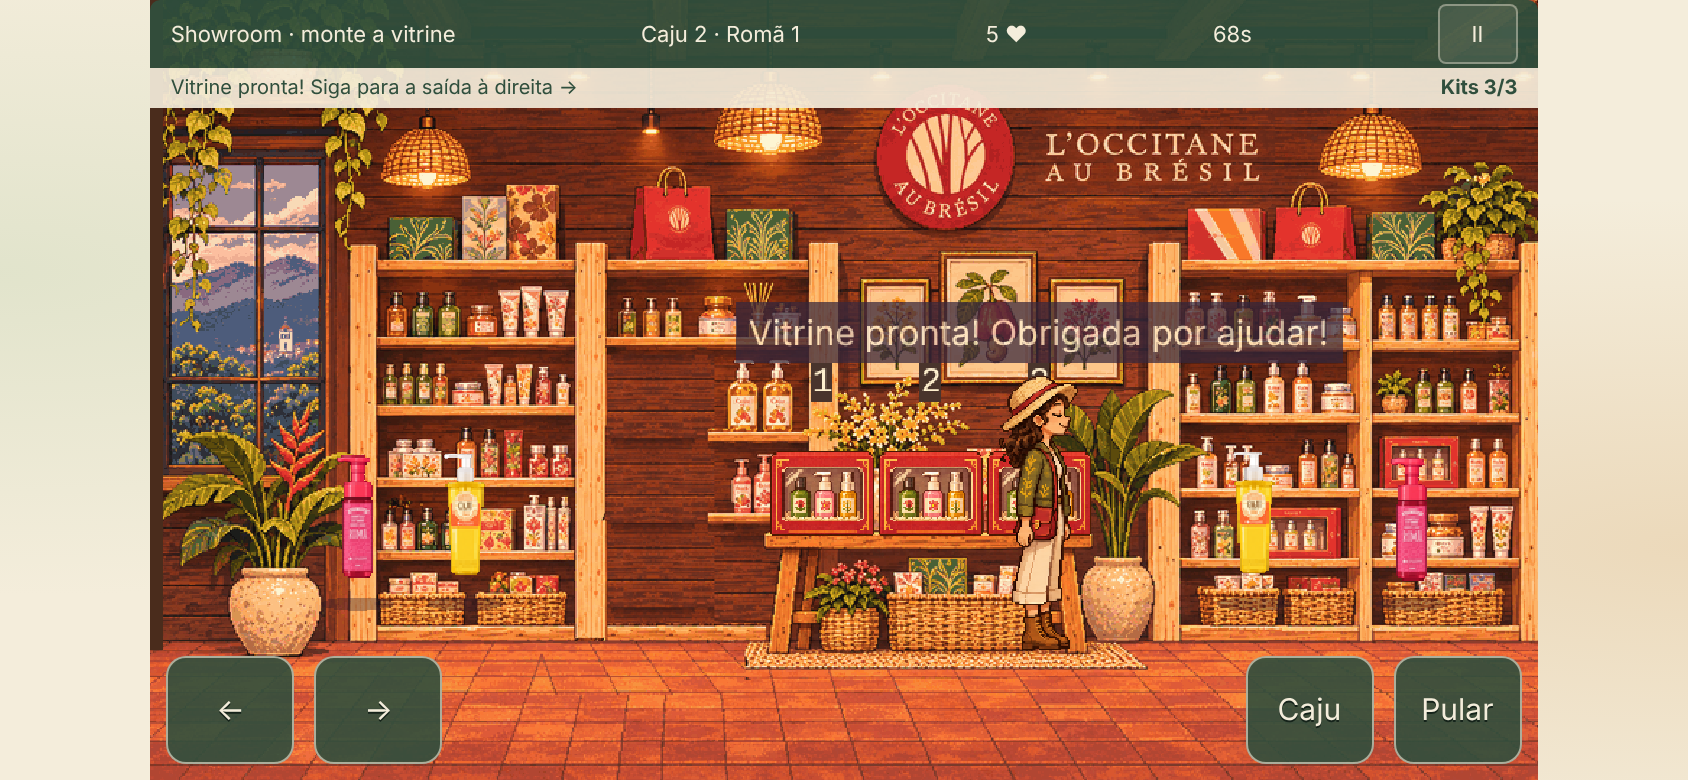 Showroom · monte a vitrine
Caju 2 · Romã 1
5 ♥
68s
II
Vitrine pronta! Siga para a saída à direita →
Kits 3/3
L'OCCITANE
AU BRÉSIL
L'OCCITANE
AU BRÉSIL
Vitrine pronta! Obrigada por ajudar!
1
2
←
→
Caju
Pular